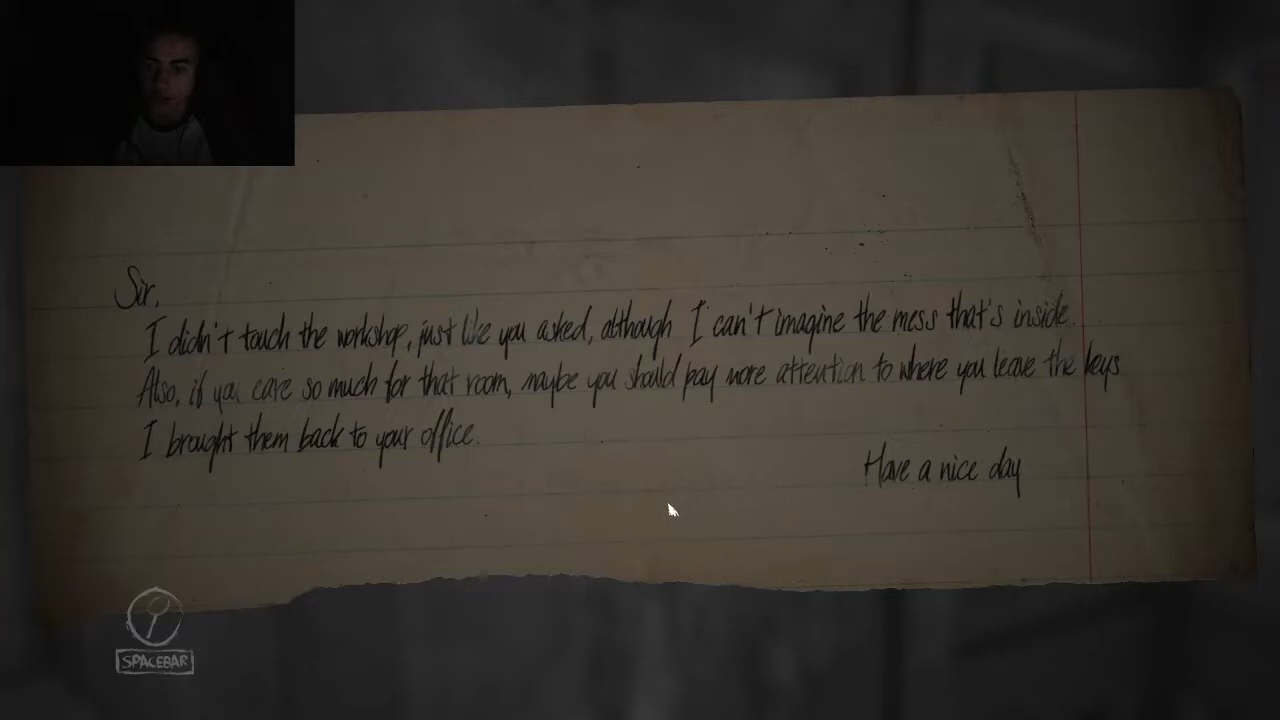 Sir,
I didn't touch the workshop, just like you asked, although I can't imagine the mess that's inside.
Also, if you care so much for that room, maybe you should pay more attention to where you leave the keys
I brought them back to your office.
Have a nice day
SPACEBAR